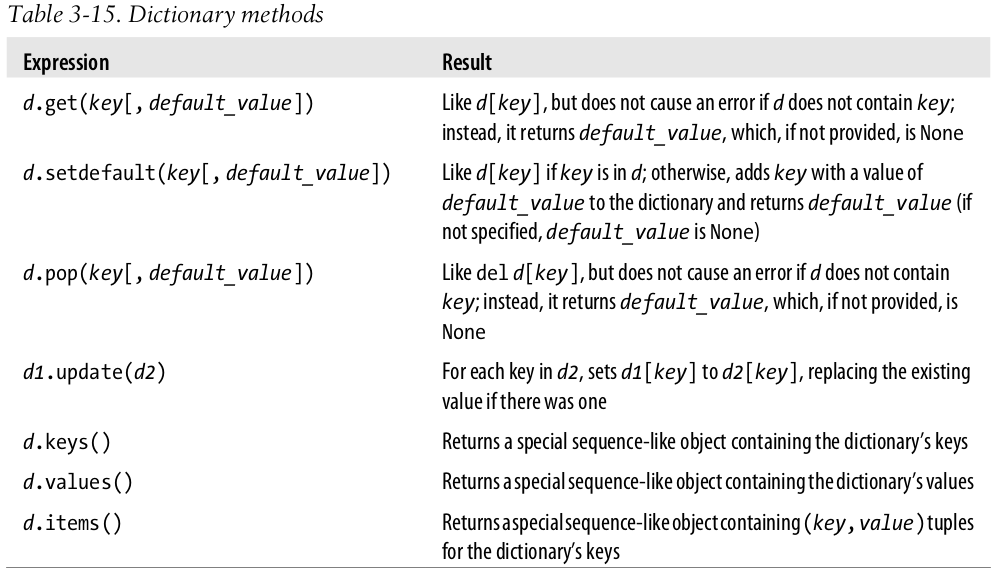 Table 3-15. Dictionary methods
Expression Result
d.get(key[, default_value]) Like d[key], but does not cause an error if d does not contain key;
instead, it returns default_value, which, if not provided, is None
d.setdefault(key[, default_value]) Like d[key] if key is in d; otherwise, adds key with a value of
default_value to the dictionary and returns default_value (if
not specified, default_value is None)
d.pop(key[, default_value]) Like del d[key], but does not cause an error if d does not contain
key; instead, it returns default_value, which, if not provided, is
None
d1.update(d2) For each key in d2, sets d1[key] to d2[key], replacing the existing
value if there was one
d.keys() Returns a special sequence-like object containing the dictionary’s keys
d.values() Returns a special sequence-like object containing the dictionary’s values
d.items() Returns a special sequence-like object containing (key, value) tuples
for the dictionary’s keys